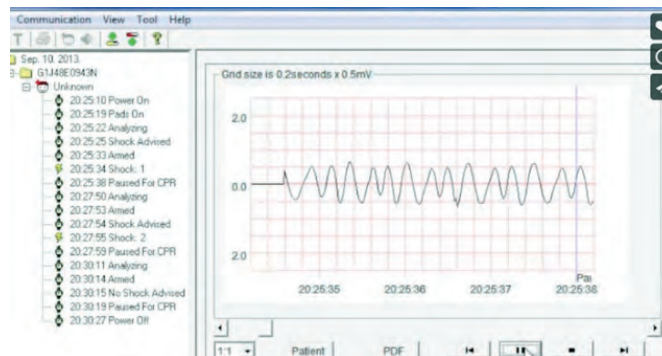 Communication View Tool Help
Sep. 10. 2013.
G1J48E0943N
Unknown
20:25:10 Power On
20:25:19 Pads On
20:25:22 Analyzing
20:25:25 Shock Advised
20:25:33 Armed
20:25:34 Shock: 1
20:25:38 Paused For CPR
20:27:50 Analyzing
20:27:53 Armed
20:27:54 Shock Advised
20:27:55 Shock: 2
20:27:59 Paused For CPR
20:30:11 Analyzing
20:30:14 Armed
20:30:15 No Shock Advised
20:30:19 Paused For CPR
20:30:27 Power Off
Grid size is 0.2seconds x 0.5mV
2.0
0.0
2.0
Pai
20:25:35 20:25:36 20:25:37 20:25:38
1:1 Patient PDF